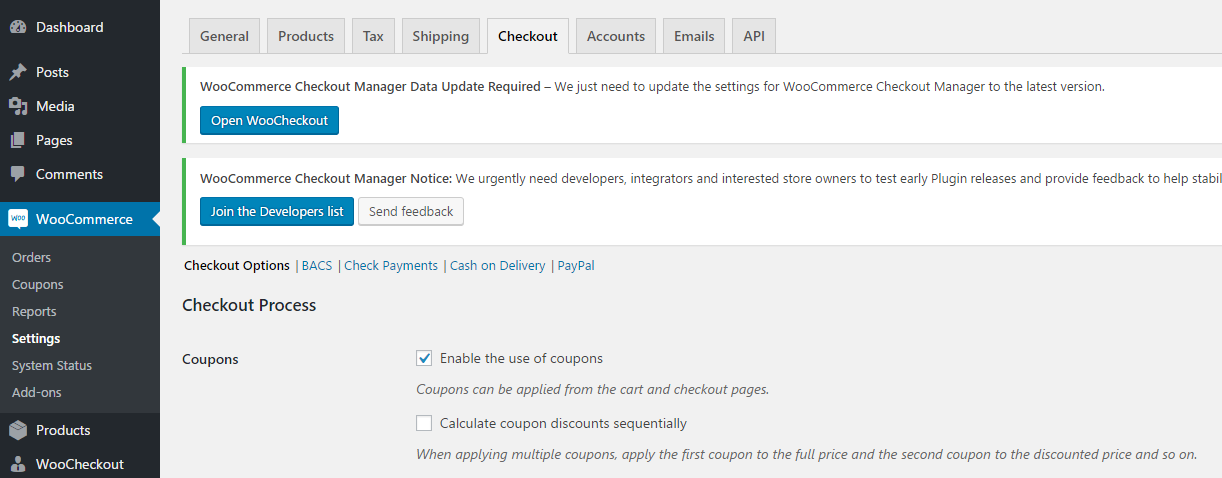 Dashboard
Posts
Media
Pages
Comments
Woo WooCommerce
Orders
Coupons
Reports
Settings
System Status
Add-ons
Products
WooCheckout
General Products Tax Shipping Checkout Accounts Emails API
WooCommerce Checkout Manager Data Update Required – We just need to update the settings for WooCommerce Checkout Manager to the latest version.
Open WooCheckout
WooCommerce Checkout Manager Notice: We urgently need developers, integrators and interested store owners to test early Plugin releases and provide feedback to help
Join the Developers list Send feedback
Checkout Options | BACS | Check Payments | Cash on Delivery | PayPal
Checkout Process
Coupons Enable the use of coupons
Coupons can be applied from the cart and checkout pages.
Calculate coupon discounts sequentially
When applying multiple coupons, apply the first coupon to the full price and the second coupon to the discounted price and so on.